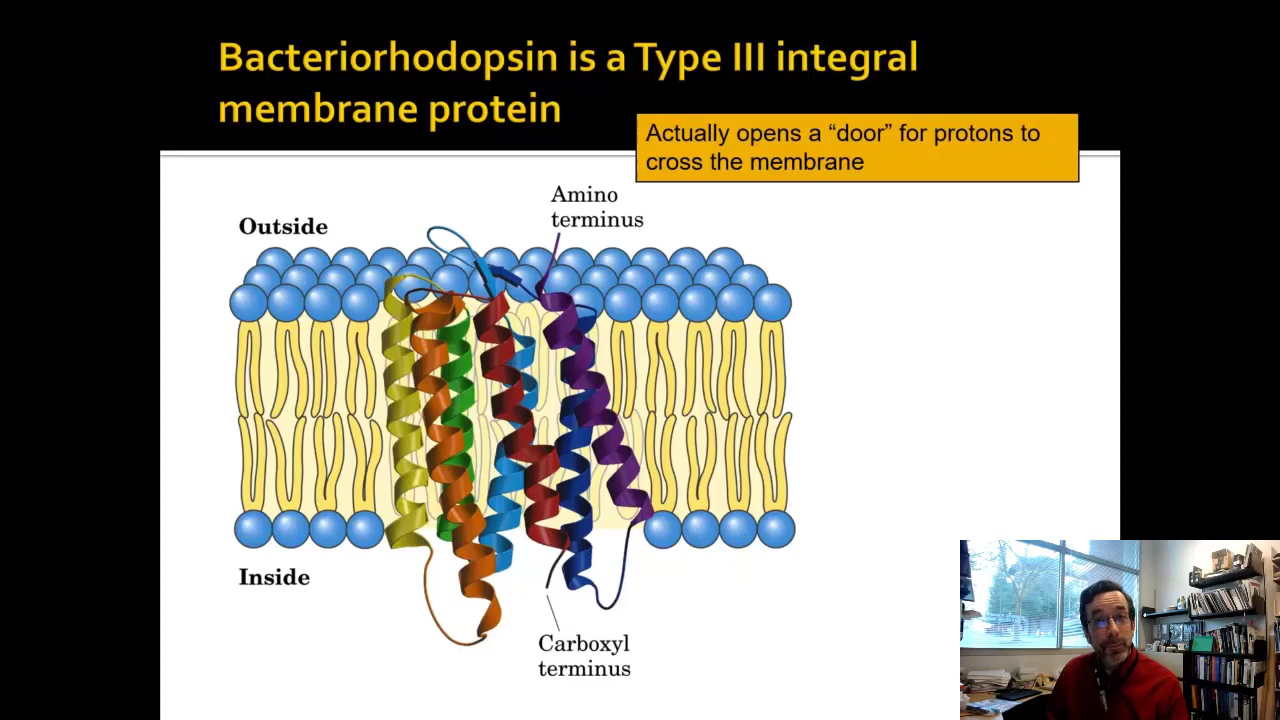 Bacteriorhodopsin is a Type III integral
membrane protein
Actually opens a “door” for protons to
cross the membrane
Amino
terminus
Outside
Inside
Carboxyl
terminus